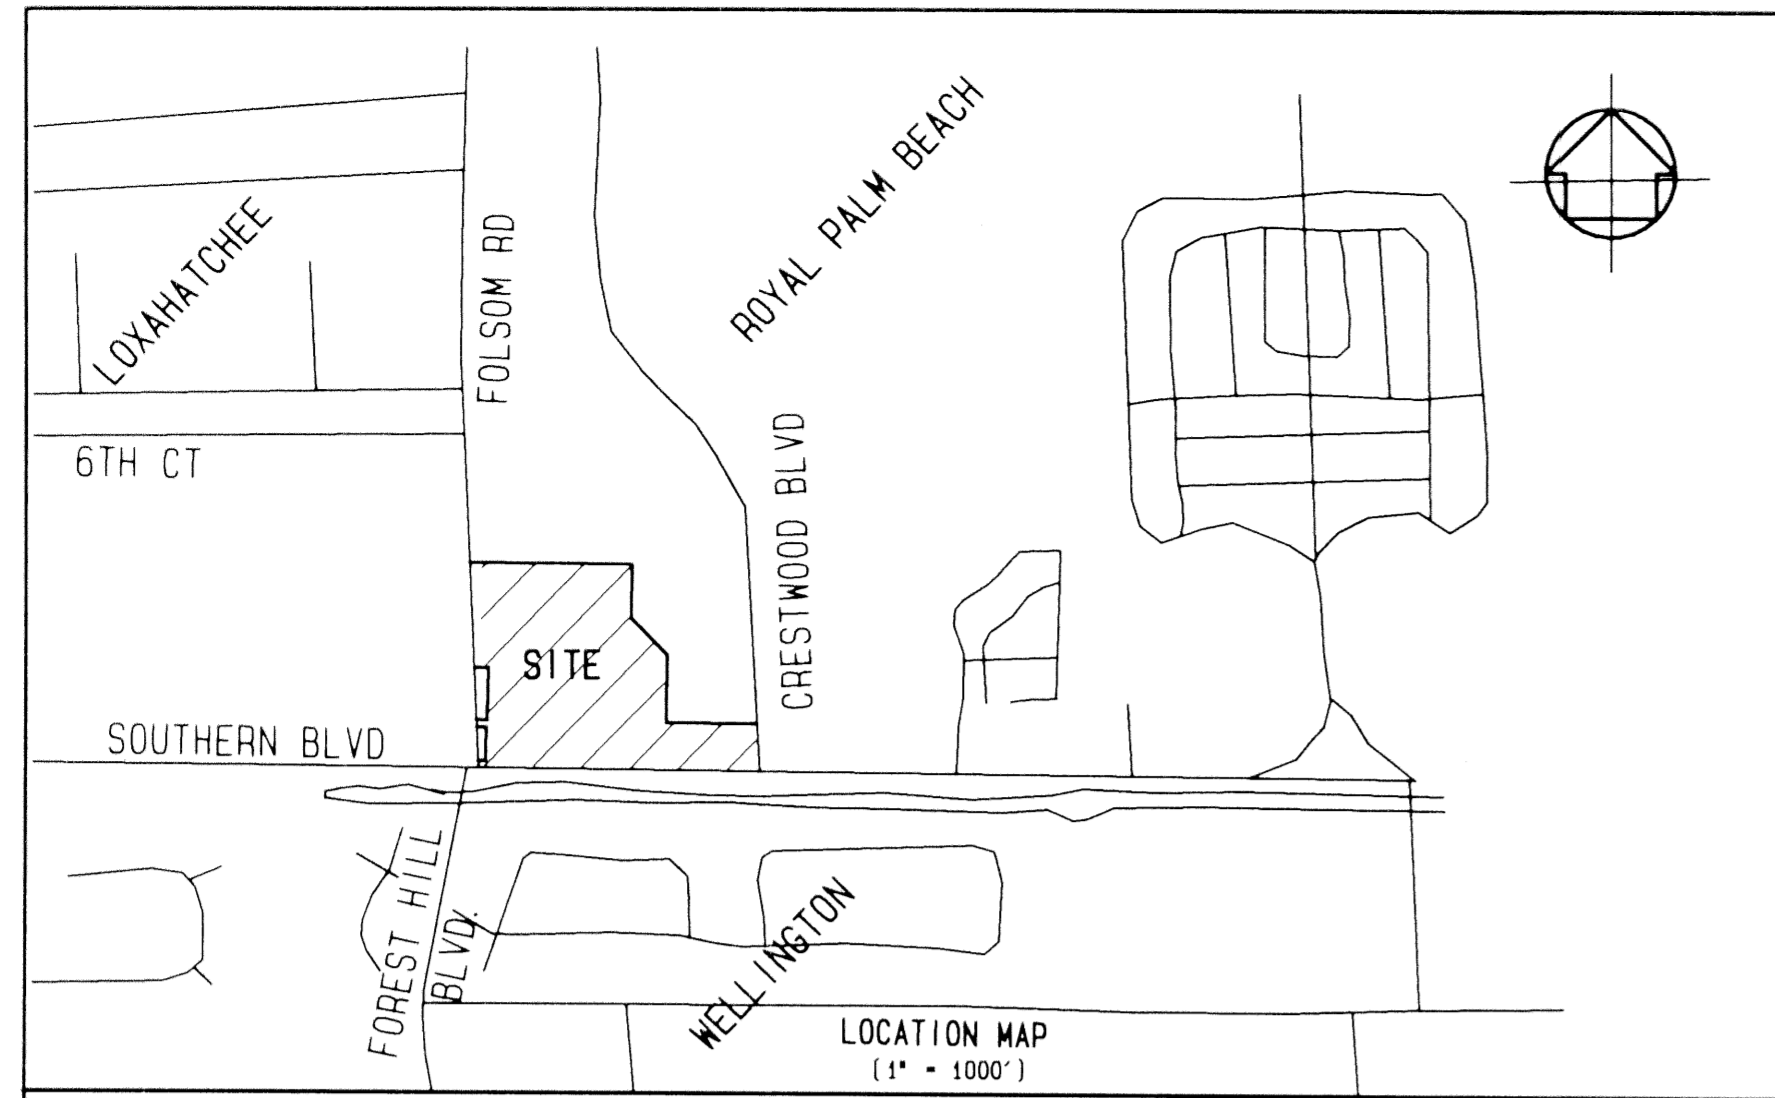 ROYAL PALM BEACH
LOXAHATCHEE
FOLSOM RD
6TH CT
CRESTWOOD BLVD
SITE
SOUTHERN BLVD
FOREST HILL
BLVD.
WELLINGTON
LOCATION MAP
(1" = 1000')